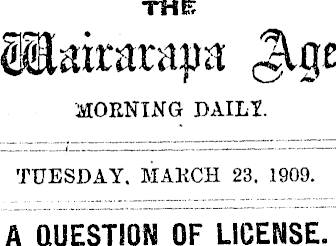 THE
Wairarapa Age
MORNING DAILY.
TUESDAY, MARCH 23, 1909.
A QUESTION OF LICENSE.